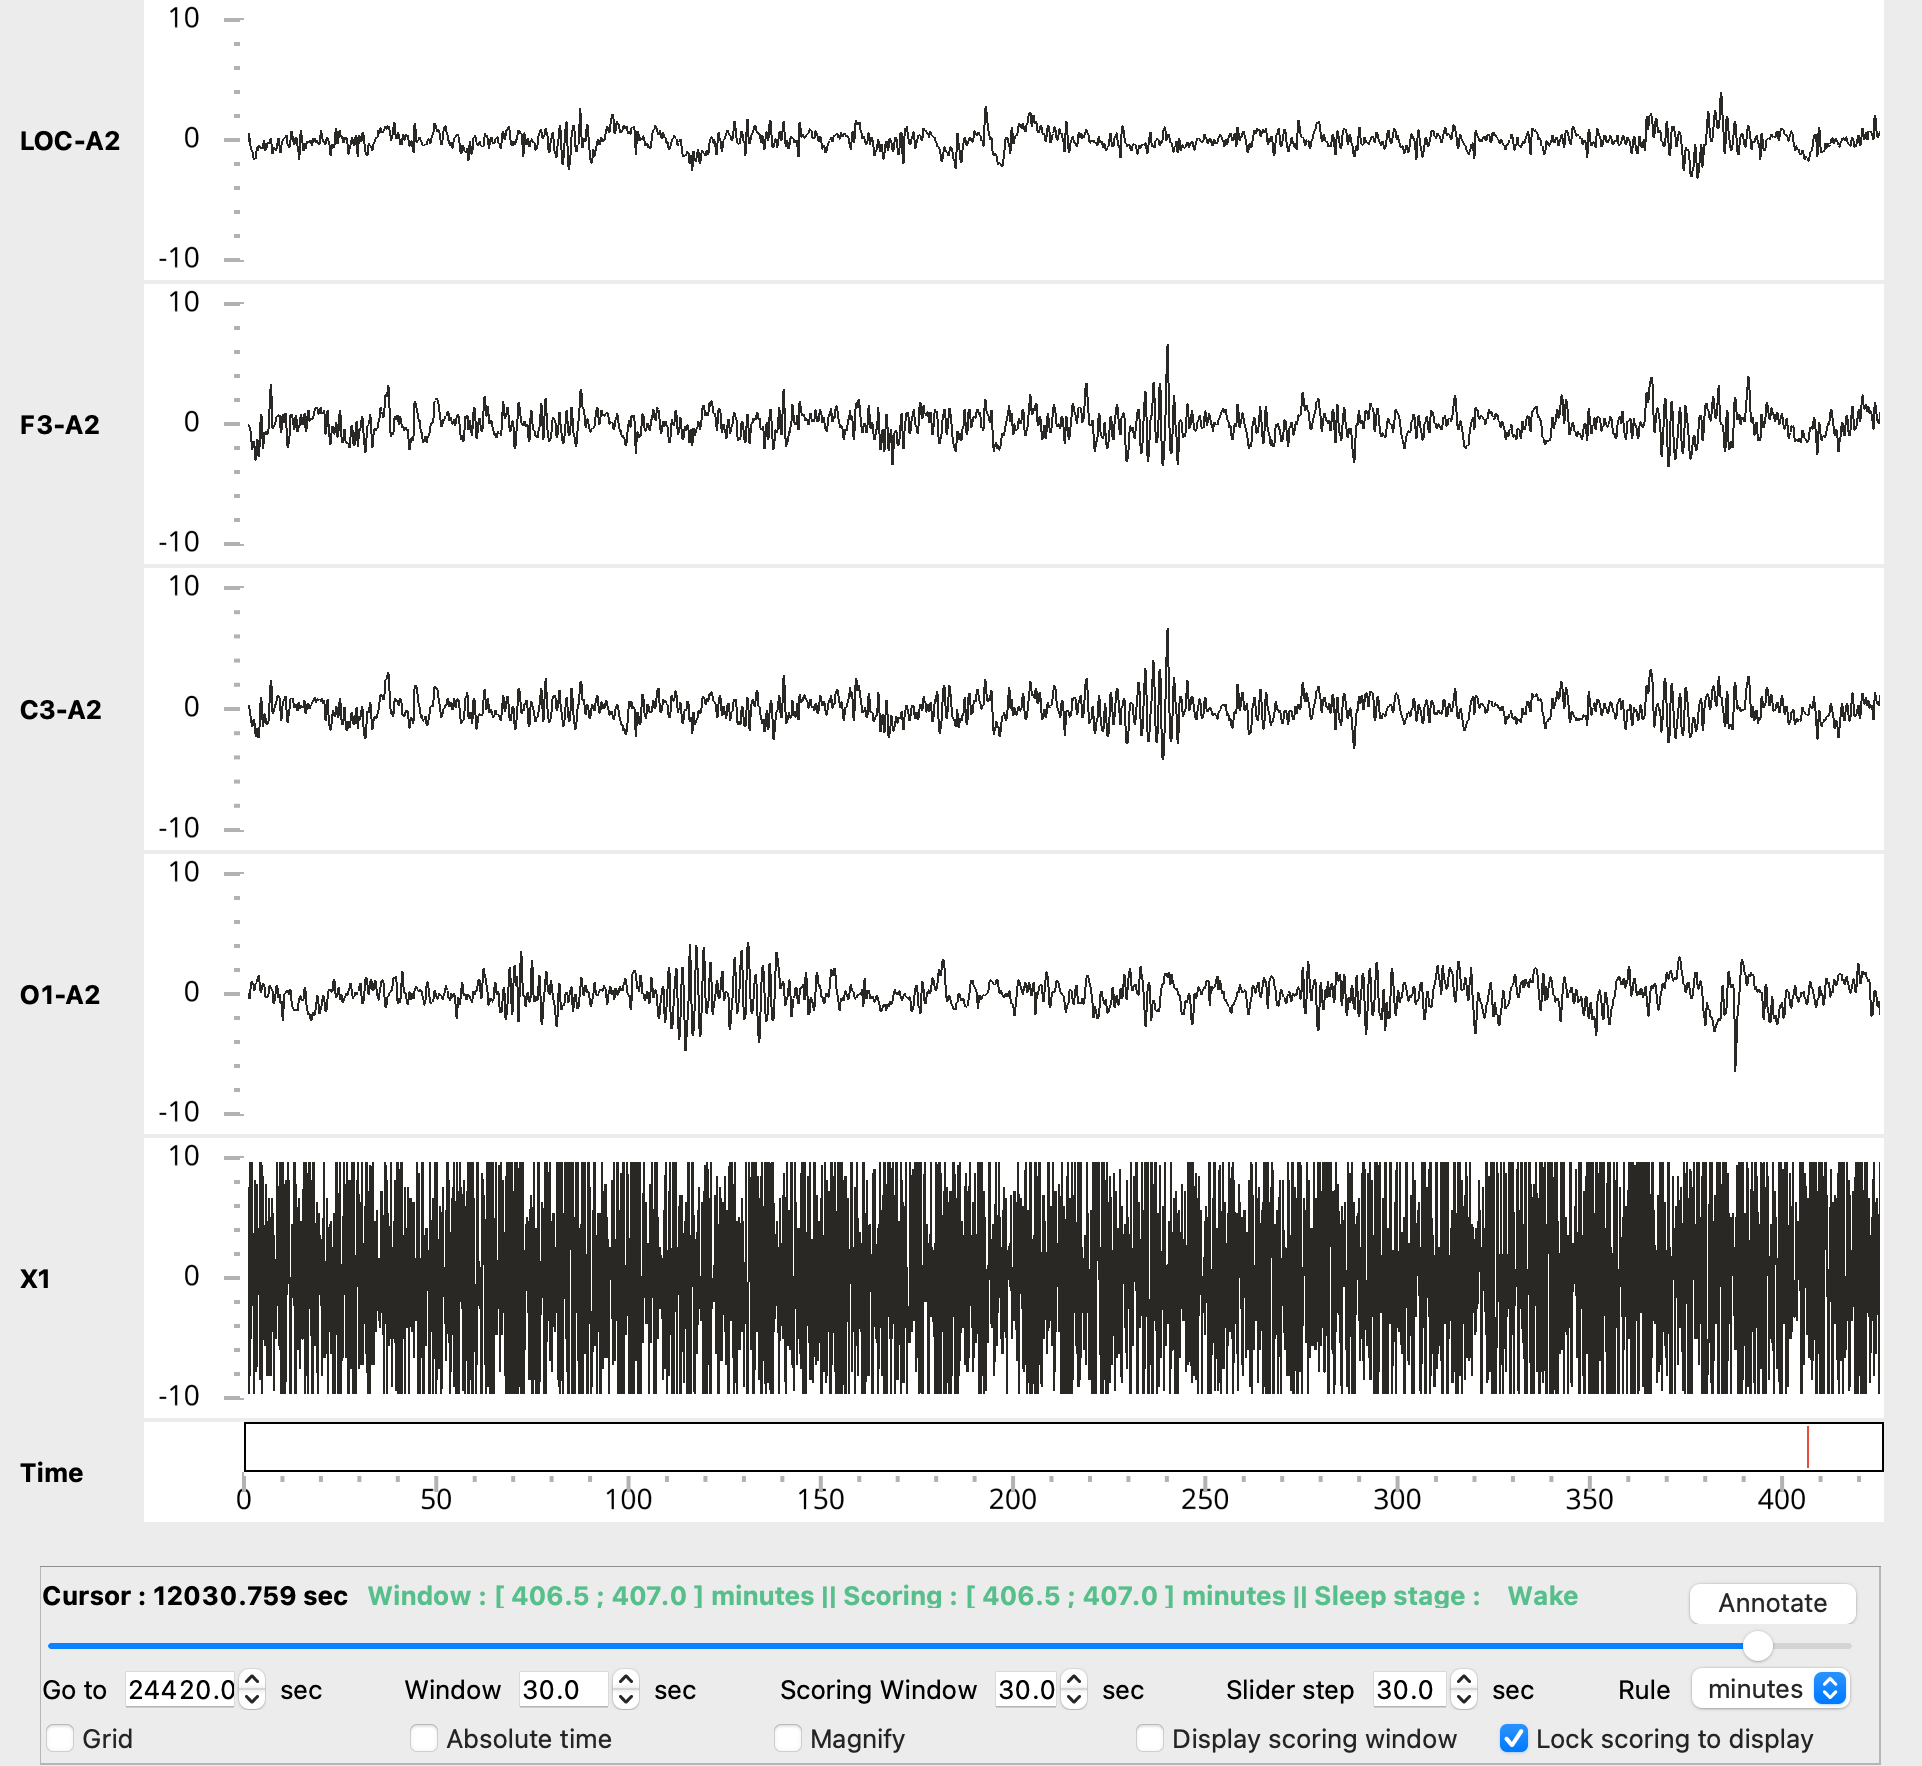 10
LOC-A2
0
-10
10
F3-A2
0
-10
10
C3-A2
0
-10
10
O1-A2
0
-10
10
X1
0
-10
Time
0 50 100 150 200 250 300 350 400
Cursor : 12030.759 sec Window : [ 406.5 ; 407.0 ] minutes || Scoring : [ 406.5 ; 407.0 ] minutes || Sleep stage : Wake Annotate
Go to 24420.0 sec Window 30.0 sec Scoring Window 30.0 sec Slider step 30.0 sec Rule minutes
Grid Absolute time Magnify Display scoring window Lock scoring to display